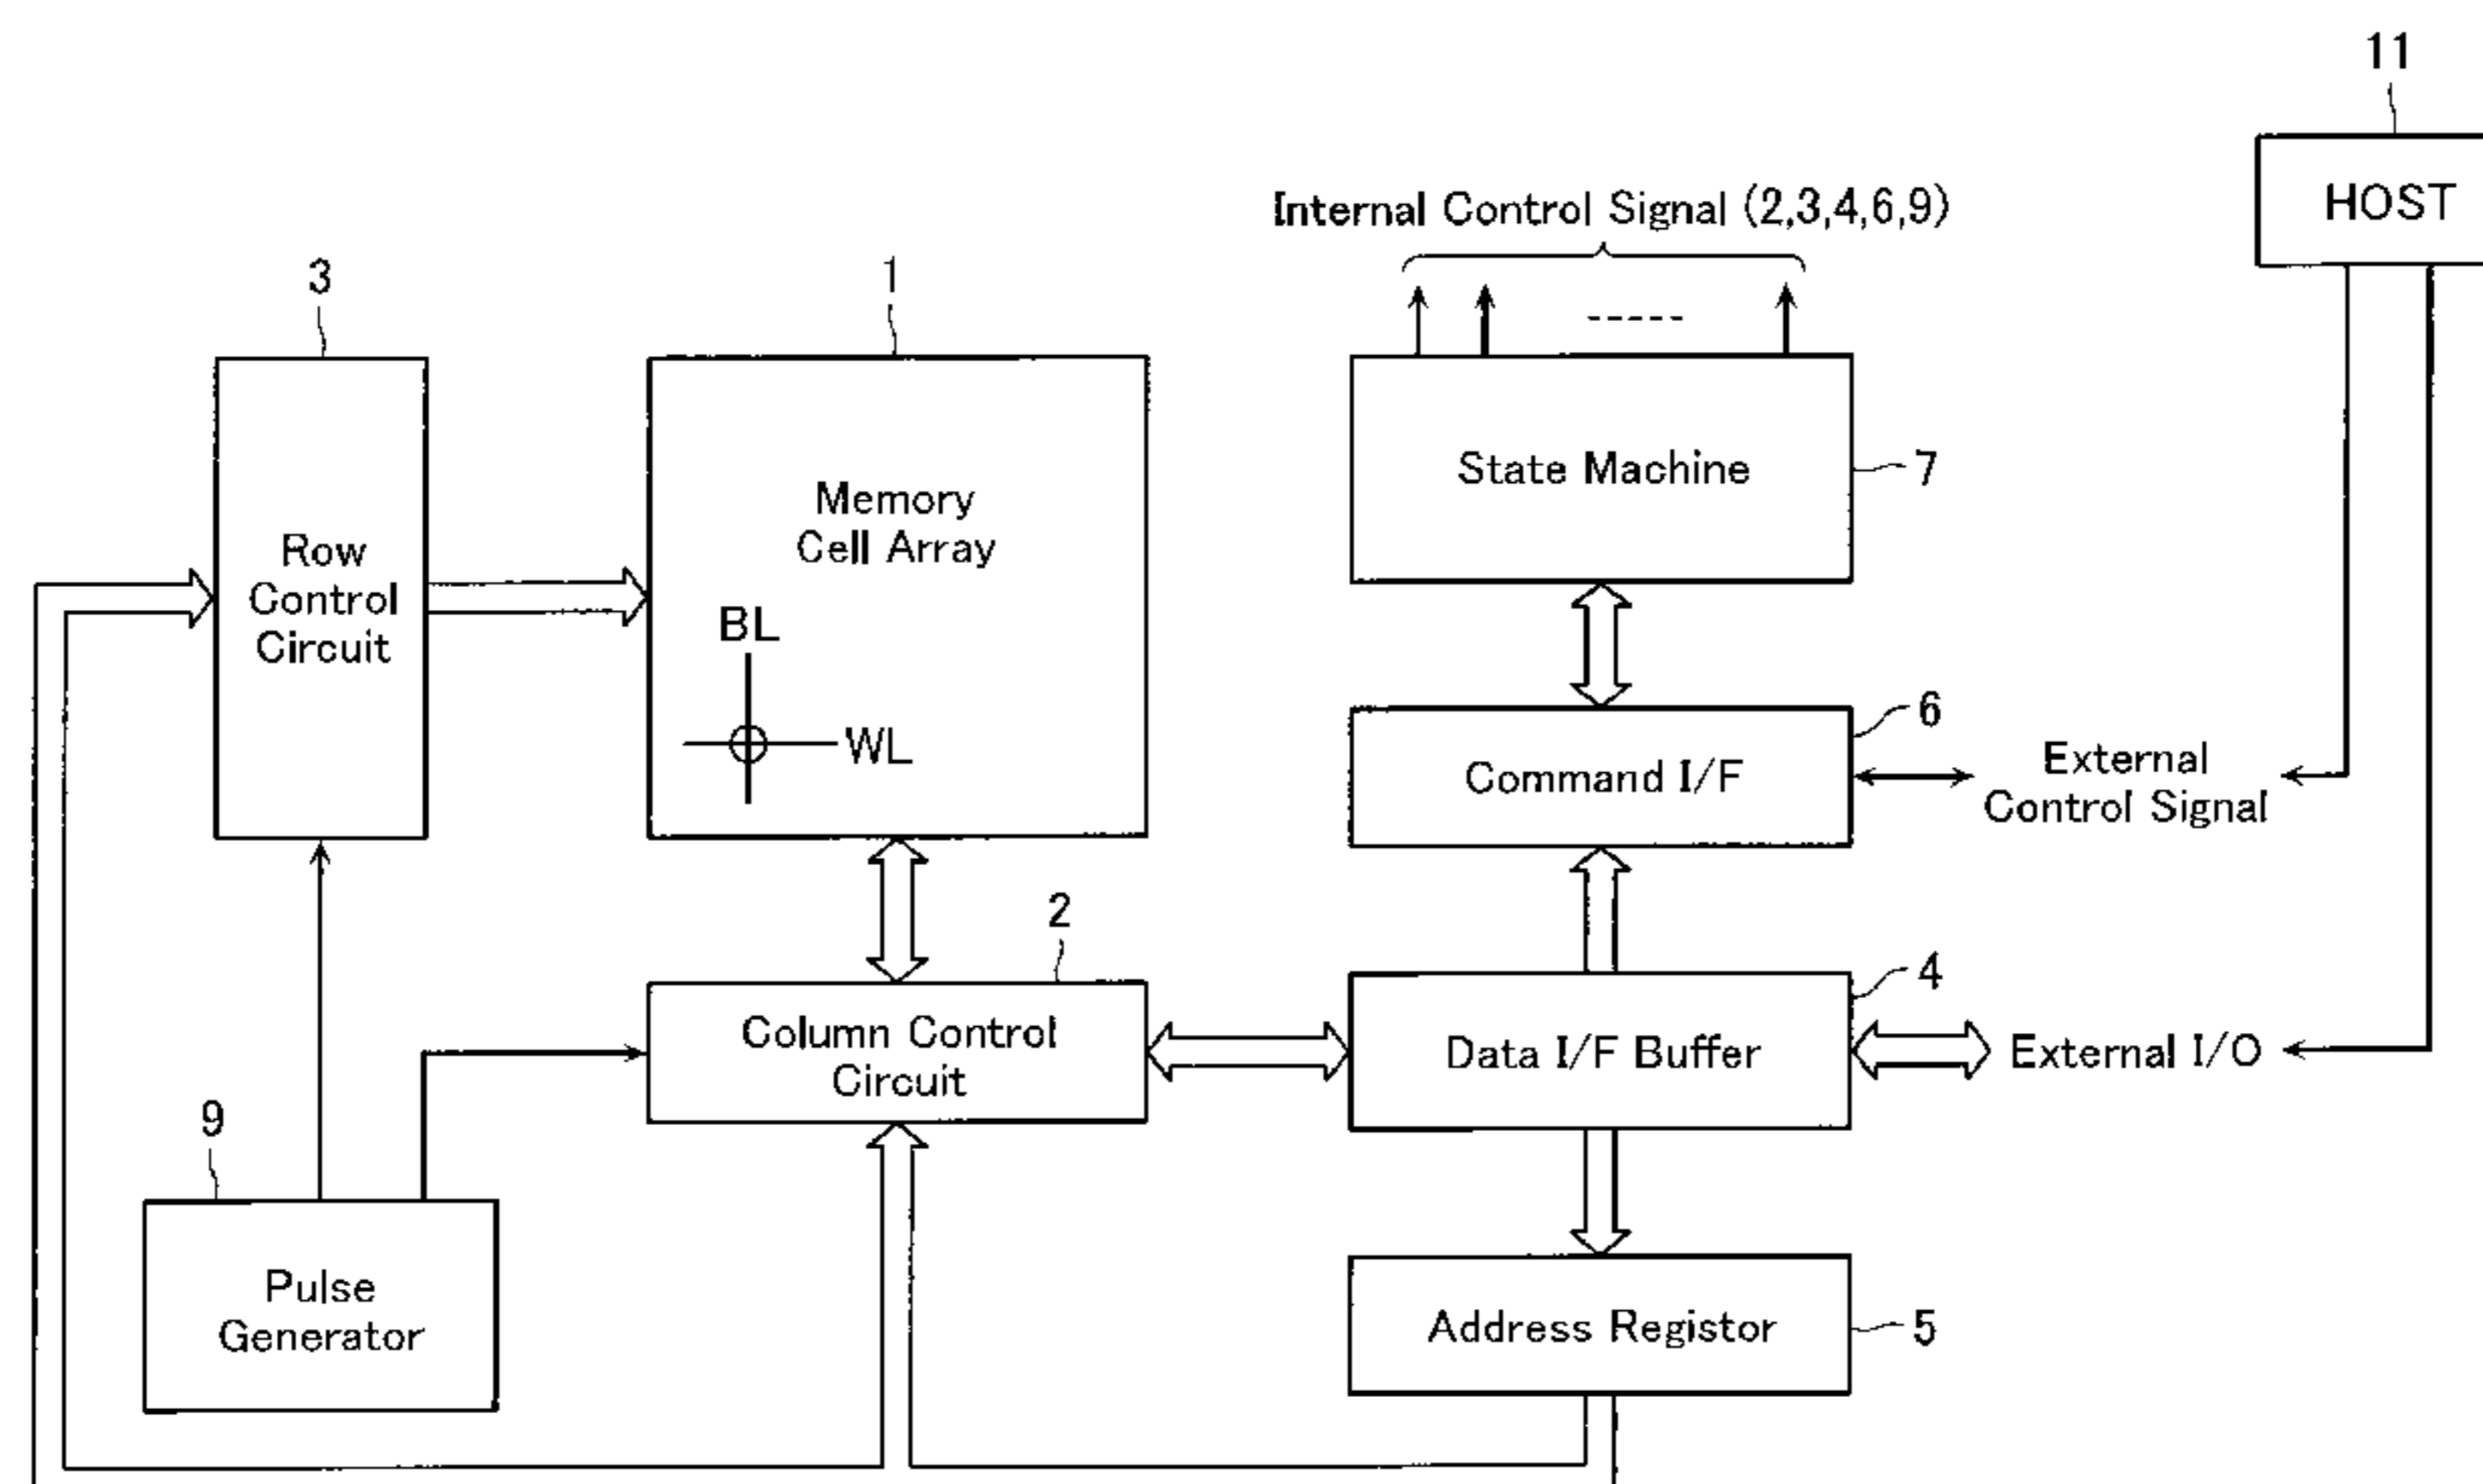 11
HOST
Internal Control Signal (2,3,4,6,9)
3
1
Row
Control
Circuit
Memory
Cell Array
BL
WL
State Machine
7
6
Command I/F
External
Control Signal
2
Column Control
Circuit
4
Data I/F Buffer
External I/O
9
Pulse
Generator
Address Registor
5